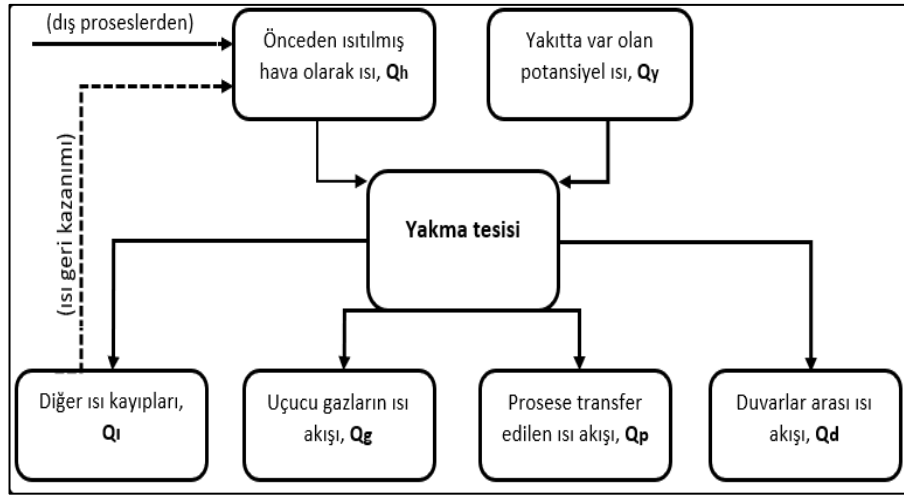 (dış proseslerden)
Önceden ısıtılmış
hava olarak ısı, Qh
Yakıtta var olan
potansiyel ısı, Qy
(ısı geri kazanımı)
Yakma tesisi
Diğer ısı kayıpları,
Qı
Uçucu gazların ısı
akışı, Qg
Prosese transfer
edilen ısı akışı, Qp
Duvarlar arası ısı
akışı, Qd